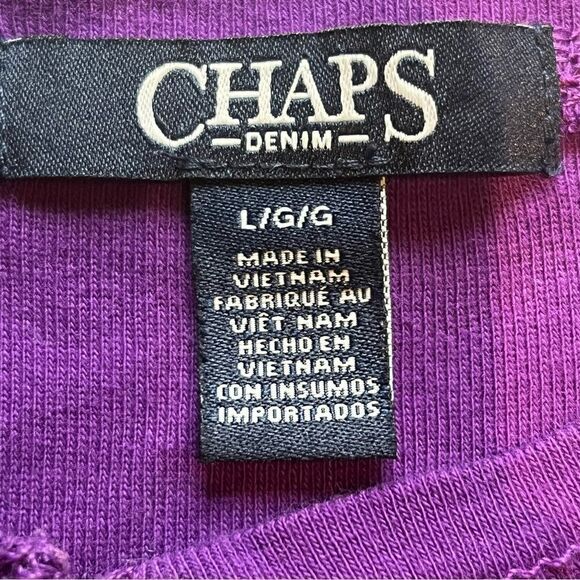 CHAPS
DENIM
L/G/G
MADE IN
VIETNAM
FABRIQUÉ AU
VIÊT NAM
HECHO EN
VIETNAM
CON INSUMOS
IMPORTADOS